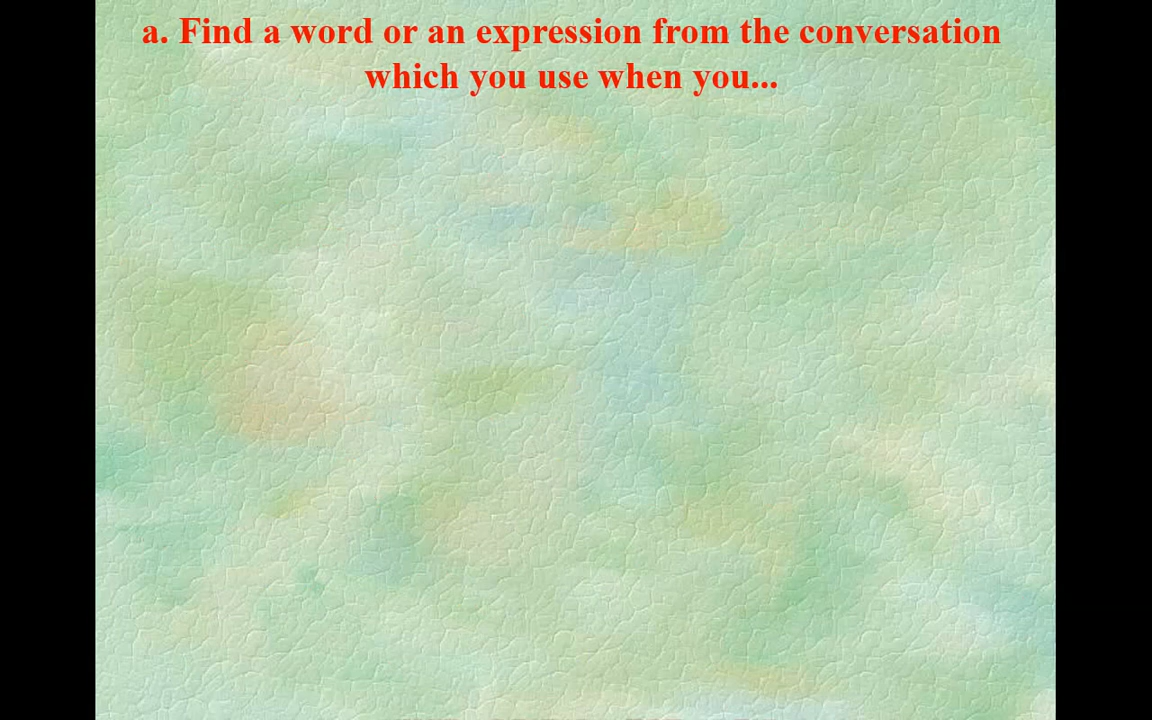 a. Find a word or an expression from the conversation
which you use when you...